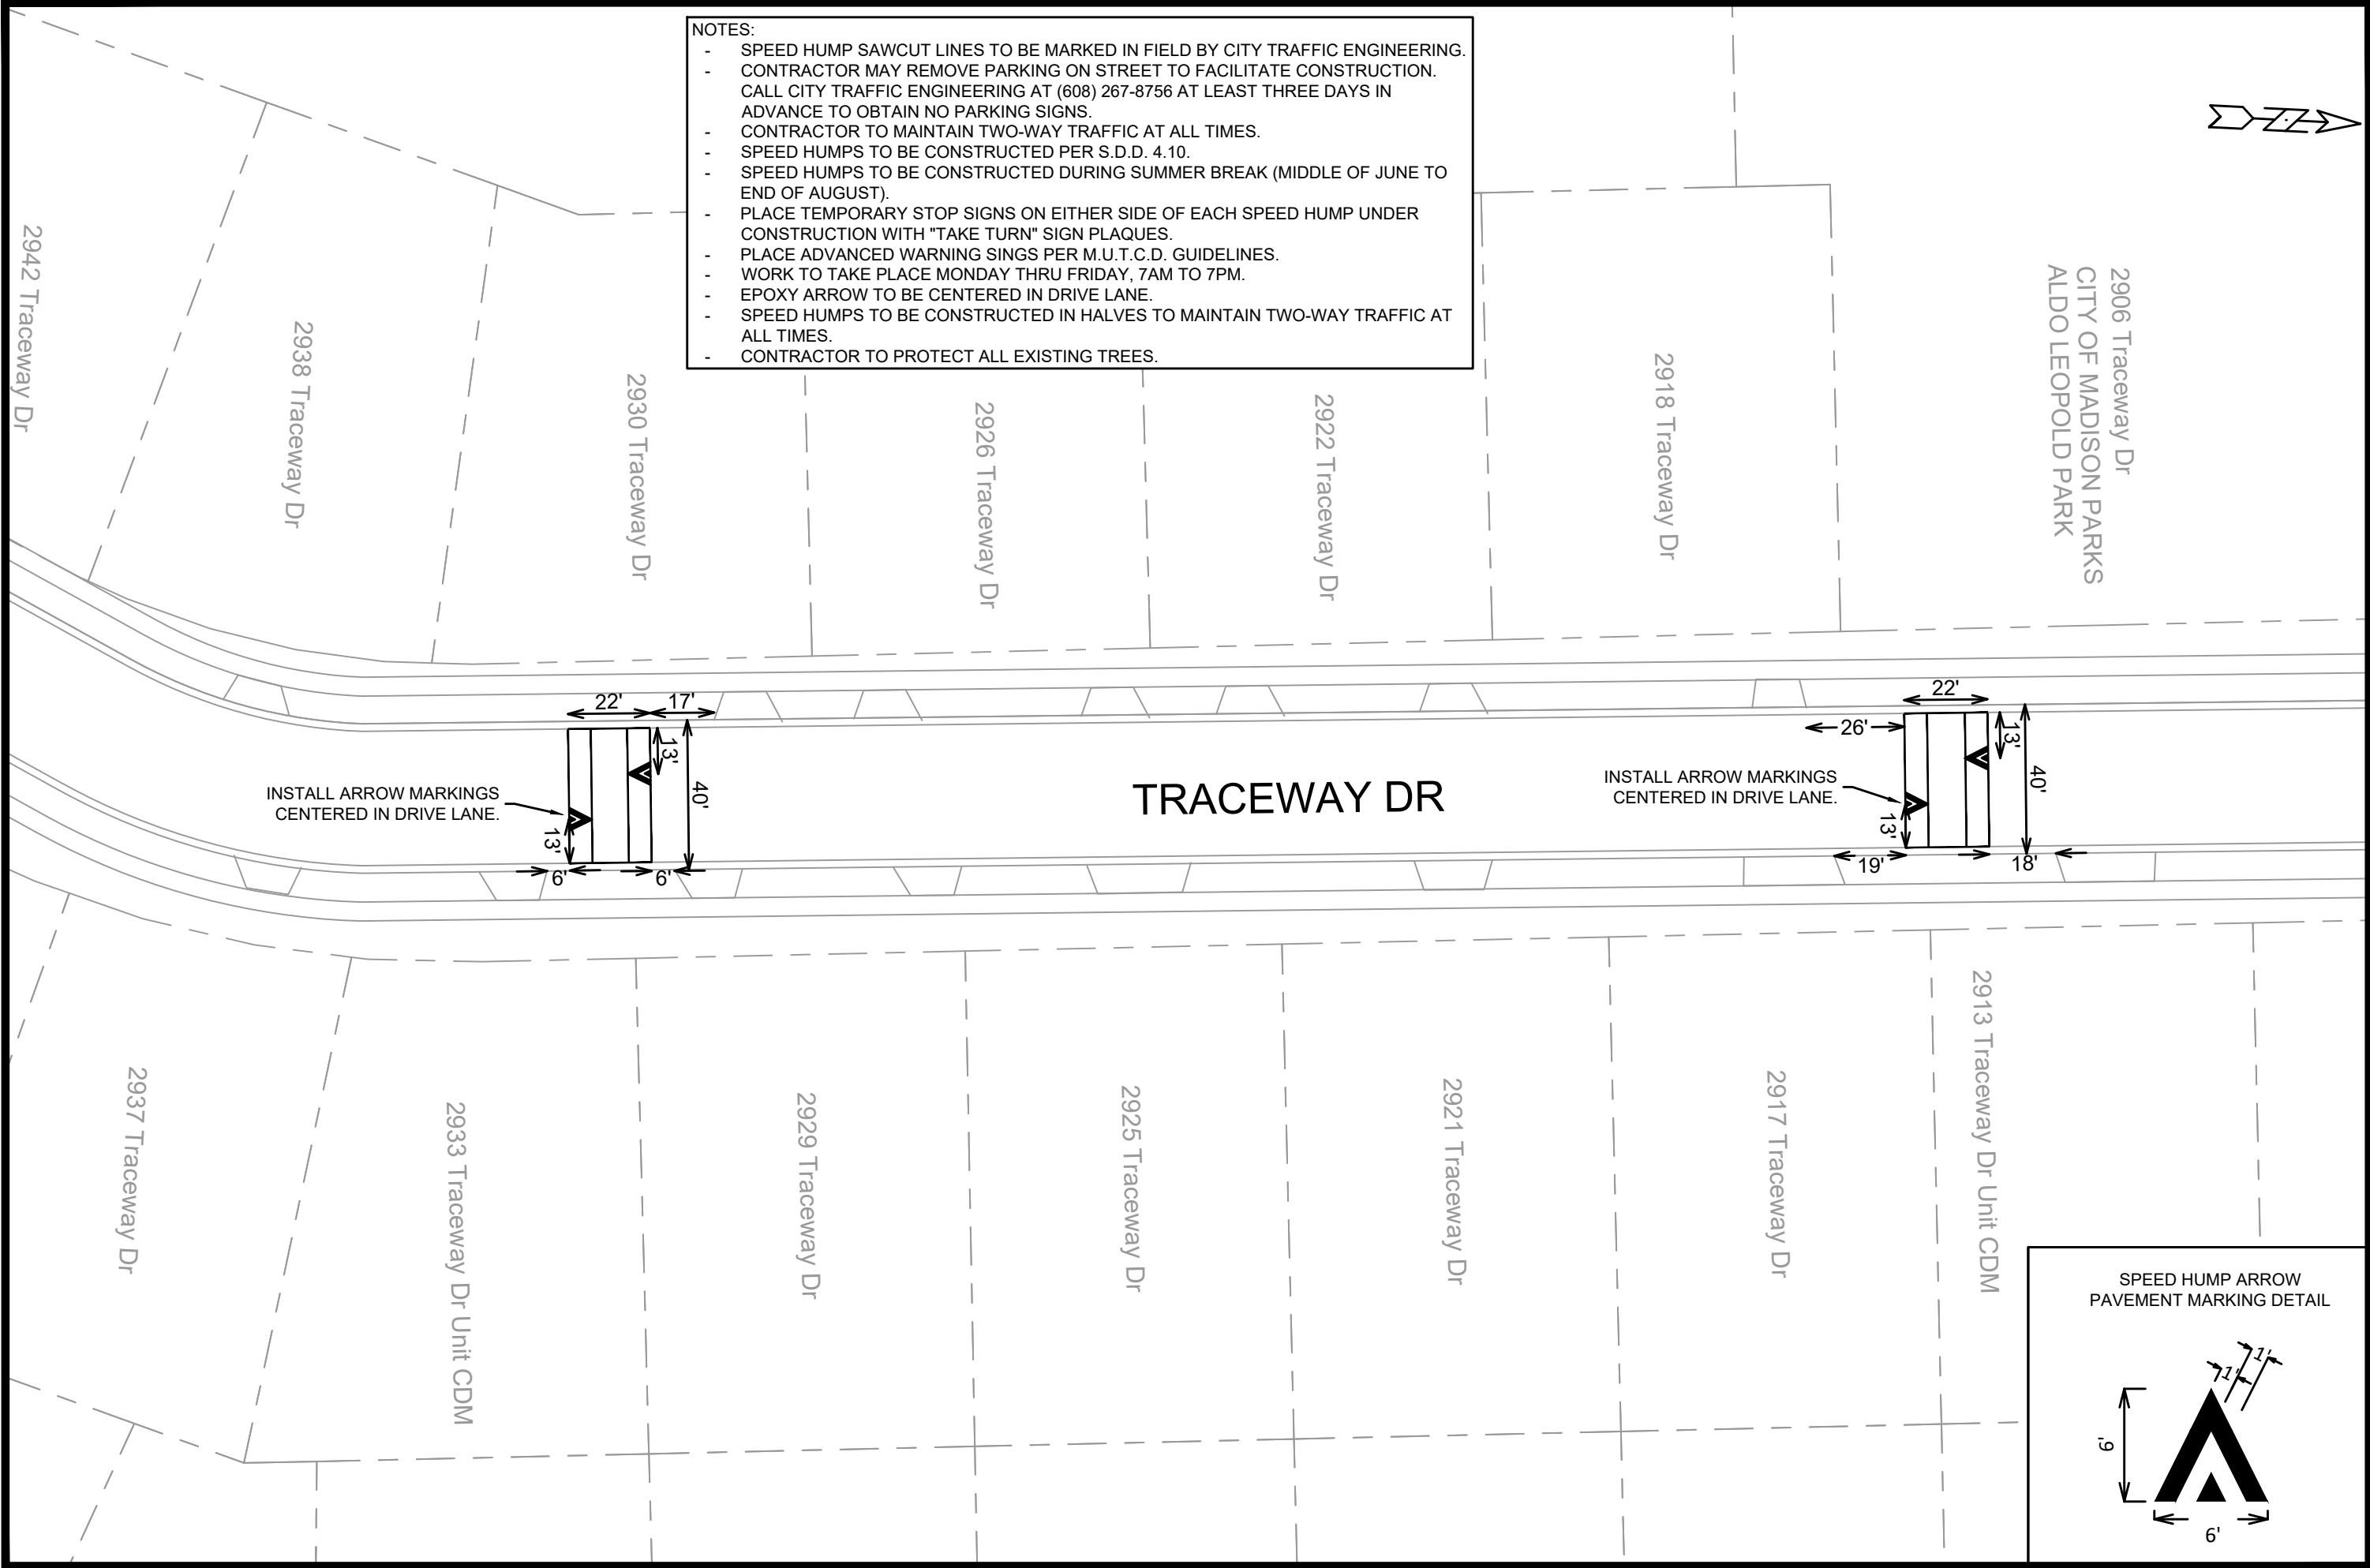 NOTES:
- SPEED HUMP SAWCUT LINES TO BE MARKED IN FIELD BY CITY TRAFFIC ENGINEERING.
- CONTRACTOR MAY REMOVE PARKING ON STREET TO FACILITATE CONSTRUCTION.
CALL CITY TRAFFIC ENGINEERING AT (608) 267-8756 AT LEAST THREE DAYS IN
ADVANCE TO OBTAIN NO PARKING SIGNS.
- CONTRACTOR TO MAINTAIN TWO-WAY TRAFFIC AT ALL TIMES.
- SPEED HUMPS TO BE CONSTRUCTED PER S.D.D. 4.10.
- SPEED HUMPS TO BE CONSTRUCTED DURING SUMMER BREAK (MIDDLE OF JUNE TO
END OF AUGUST).
- PLACE TEMPORARY STOP SIGNS ON EITHER SIDE OF EACH SPEED HUMP UNDER
CONSTRUCTION WITH "TAKE TURN" SIGN PLAQUES.
- PLACE ADVANCED WARNING SINGS PER M.U.T.C.D. GUIDELINES.
- WORK TO TAKE PLACE MONDAY THRU FRIDAY, 7AM TO 7PM.
- EPOXY ARROW TO BE CENTERED IN DRIVE LANE.
- SPEED HUMPS TO BE CONSTRUCTED IN HALVES TO MAINTAIN TWO-WAY TRAFFIC AT
ALL TIMES.
- CONTRACTOR TO PROTECT ALL EXISTING TREES.
2942 Traceway Dr
2938 Traceway Dr
2930 Traceway Dr
2926 Traceway Dr
2922 Traceway Dr
2918 Traceway Dr
2906 Traceway Dr
CITY OF MADISON PARKS
ALDO LEOPOLD PARK
22'
17'
13'
40'
INSTALL ARROW MARKINGS
CENTERED IN DRIVE LANE.
13'
6'
6'
TRACEWAY DR
22'
26'
13'
40'
INSTALL ARROW MARKINGS
CENTERED IN DRIVE LANE.
13'
19'
18'
2937 Traceway Dr
2933 Traceway Dr Unit CDM
2929 Traceway Dr
2925 Traceway Dr
2921 Traceway Dr
2917 Traceway Dr
2913 Traceway Dr Unit CDM
SPEED HUMP ARROW
PAVEMENT MARKING DETAIL
1'
1'
6'
6'